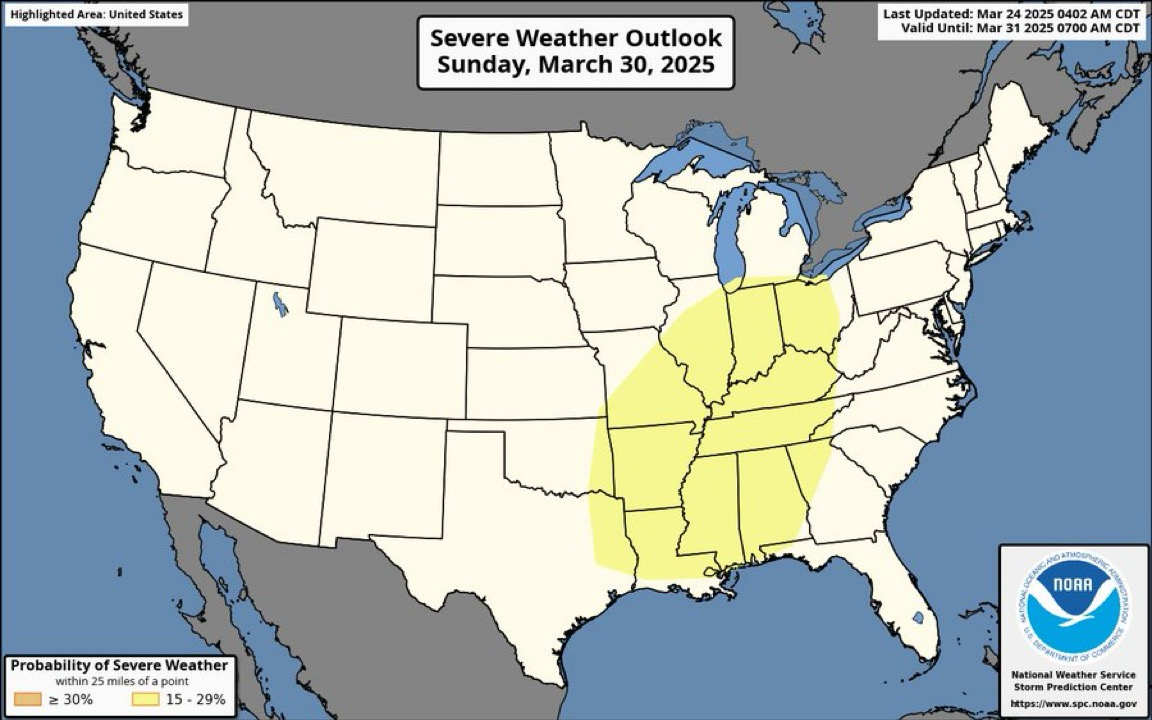 Highlighted Area: United States
Severe Weather Outlook
Sunday, March 30, 2025
Last Updated: Mar 24 2025 0402 AM CDT
Valid Until: Mar 31 2025 0700 AM CDT
Probability of Severe Weather
within 25 miles of a point
≥ 30%
15 - 29%
NATIONAL OCEANIC AND ATMOSPHERIC ADMINISTRATION
NOAA
U.S. DEPARTMENT OF COMMERCE
National Weather Service
Storm Prediction Center
https://www.spc.noaa.gov